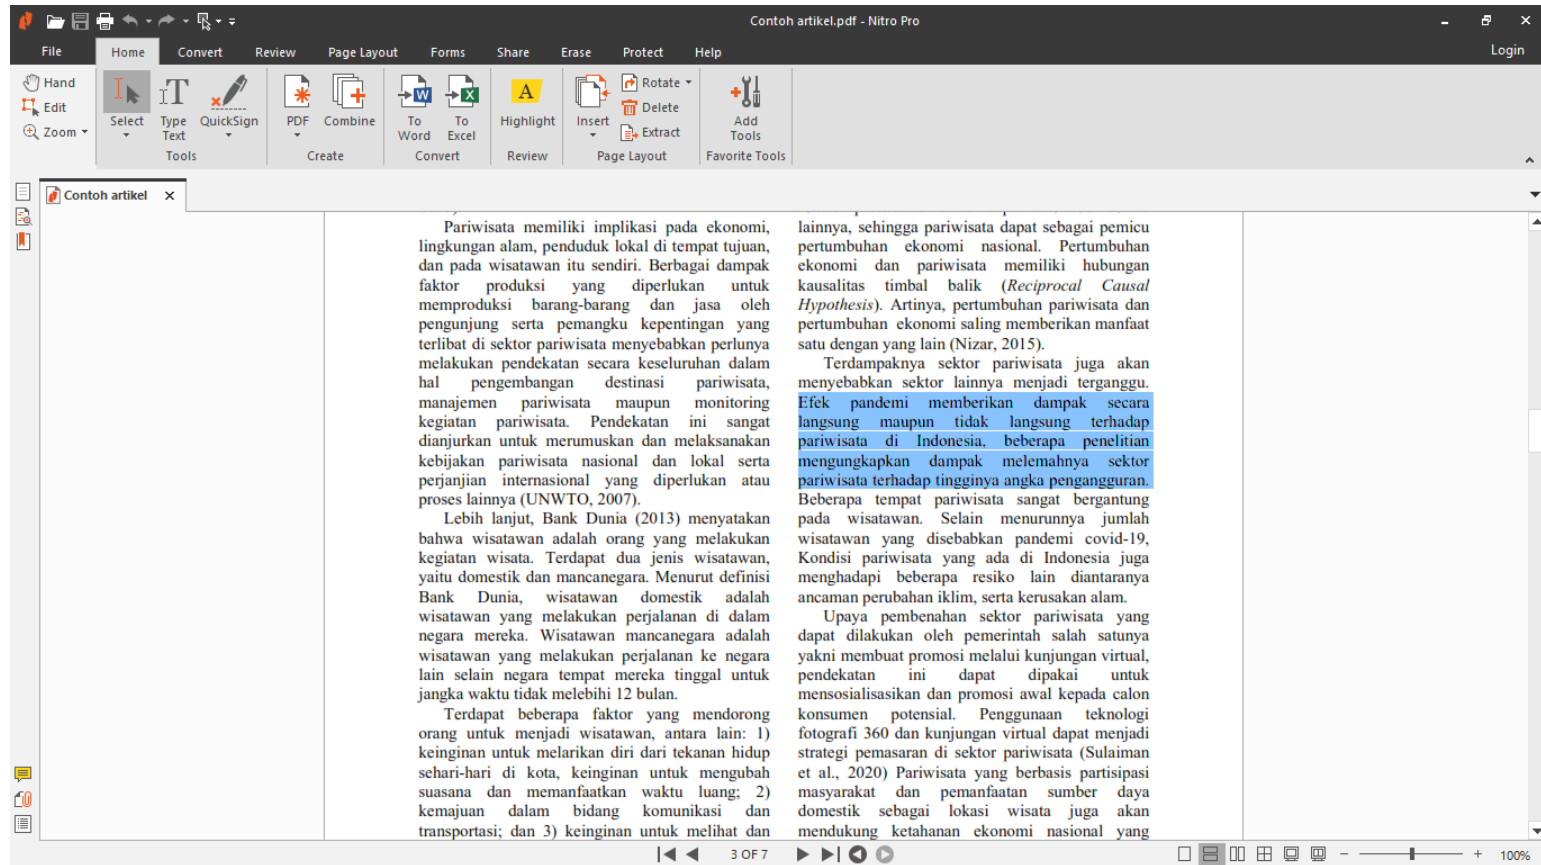 Contoh artikel.pdf - Nitro Pro
File Home Convert Review Page Layout Forms Share Erase Protect Help Login
Hand
Edit
Zoom
Select
Type Text
QuickSign
Tools
PDF
Combine
Create
To Word
To Excel
Convert
Highlight
Review
Insert
Rotate
Delete
Extract
Page Layout
Add Tools
Favorite Tools
Contoh artikel
Pariwisata memiliki implikasi pada ekonomi,
lingkungan alam, penduduk lokal di tempat tujuan,
dan pada wisatawan itu sendiri. Berbagai dampak
faktor produksi yang diperlukan untuk
memproduksi barang-barang dan jasa oleh
pengunjung serta pemangku kepentingan yang
terlibat di sektor pariwisata menyebabkan perlunya
melakukan pendekatan secara keseluruhan dalam
hal pengembangan destinasi pariwisata,
manajemen pariwisata maupun monitoring
kegiatan pariwisata. Pendekatan ini sangat
dianjurkan untuk merumuskan dan melaksanakan
kebijakan pariwisata nasional dan lokal serta
perjanjian internasional yang diperlukan atau
proses lainnya (UNWTO, 2007).
Lebih lanjut, Bank Dunia (2013) menyatakan
bahwa wisatawan adalah orang yang melakukan
kegiatan wisata. Terdapat dua jenis wisatawan,
yaitu domestik dan mancanegara. Menurut definisi
Bank Dunia, wisatawan domestik adalah
wisatawan yang melakukan perjalanan di dalam
negara mereka. Wisatawan mancanegara adalah
wisatawan yang melakukan perjalanan ke negara
lain selain negara tempat mereka tinggal untuk
jangka waktu tidak melebihi 12 bulan.
Terdapat beberapa faktor yang mendorong
orang untuk menjadi wisatawan, antara lain: 1)
keinginan untuk melarikan diri dari tekanan hidup
sehari-hari di kota, keinginan untuk mengubah
suasana dan memanfaatkan waktu luang; 2)
kemajuan dalam bidang komunikasi dan
transportasi; dan 3) keinginan untuk melihat dan
lainnya, sehingga pariwisata dapat sebagai pemicu
pertumbuhan ekonomi nasional. Pertumbuhan
ekonomi dan pariwisata memiliki hubungan
kausalitas timbal balik (Reciprocal Causal
Hypothesis). Artinya, pertumbuhan pariwisata dan
pertumbuhan ekonomi saling memberikan manfaat
satu dengan yang lain (Nizar, 2015).
Terdampaknya sektor pariwisata juga akan
menyebabkan sektor lainnya menjadi terganggu.
Efek pandemi memberikan dampak secara
langsung maupun tidak langsung terhadap
pariwisata di Indonesia, beberapa penelitian
mengungkapkan dampak melemahnya sektor
pariwisata terhadap tingginya angka pengangguran.
Beberapa tempat pariwisata sangat bergantung
pada wisatawan. Selain menurunnya jumlah
wisatawan yang disebabkan pandemi covid-19,
Kondisi pariwisata yang ada di Indonesia juga
menghadapi beberapa resiko lain diantaranya
ancaman perubahan iklim, serta kerusakan alam.
Upaya pembenahan sektor pariwisata yang
dapat dilakukan oleh pemerintah salah satunya
yakni membuat promosi melalui kunjungan virtual,
pendekatan ini dapat dipakai untuk
mensosialisasikan dan promosi awal kepada calon
konsumen potensial. Penggunaan teknologi
fotografi 360 dan kunjungan virtual dapat menjadi
strategi pemasaran di sektor pariwisata (Sulaiman
et al., 2020) Pariwisata yang berbasis partisipasi
masyarakat dan pemanfaatan sumber daya
domestik sebagai lokasi wisata juga akan
mendukung ketahanan ekonomi nasional yang
3 OF 7
100%